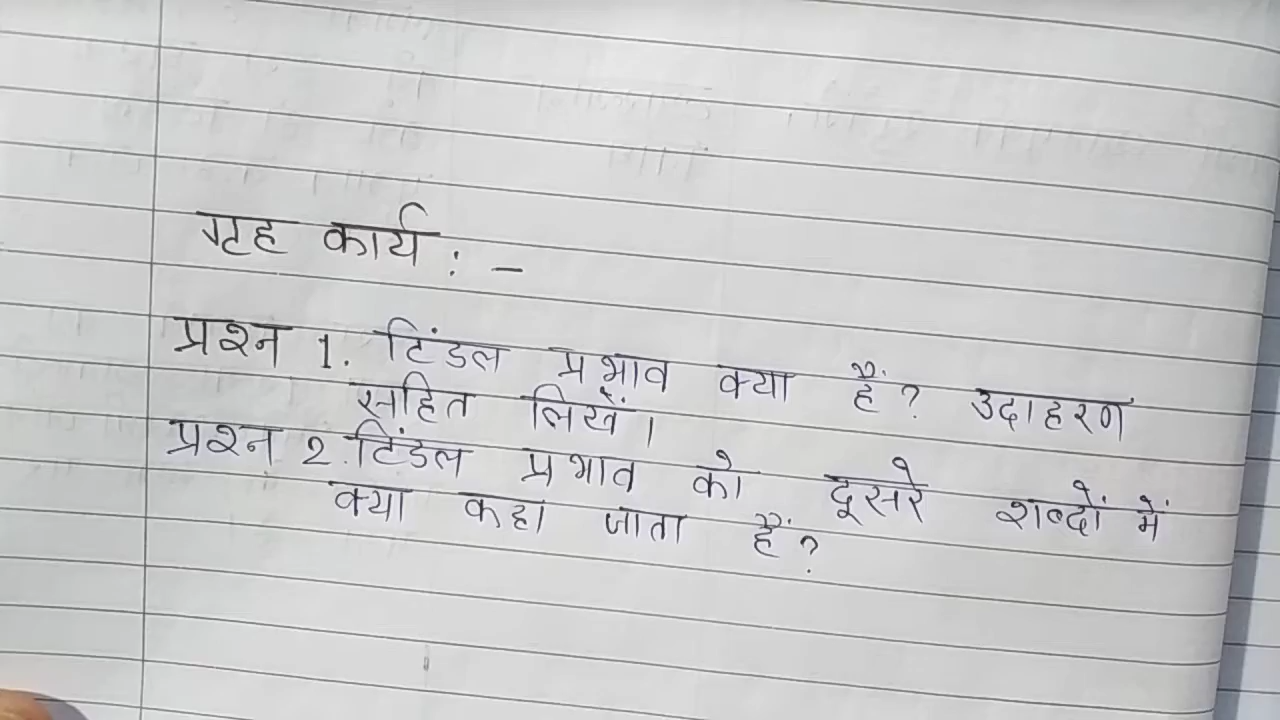 गृह कार्य : -
प्रश्न 1. टिंडल प्रभाव क्या हैं? उदाहरण
सहित लिखें।
प्रश्न 2. टिंडल प्रभाव को दूसरे शब्दों में
क्या कहा जाता हैं?